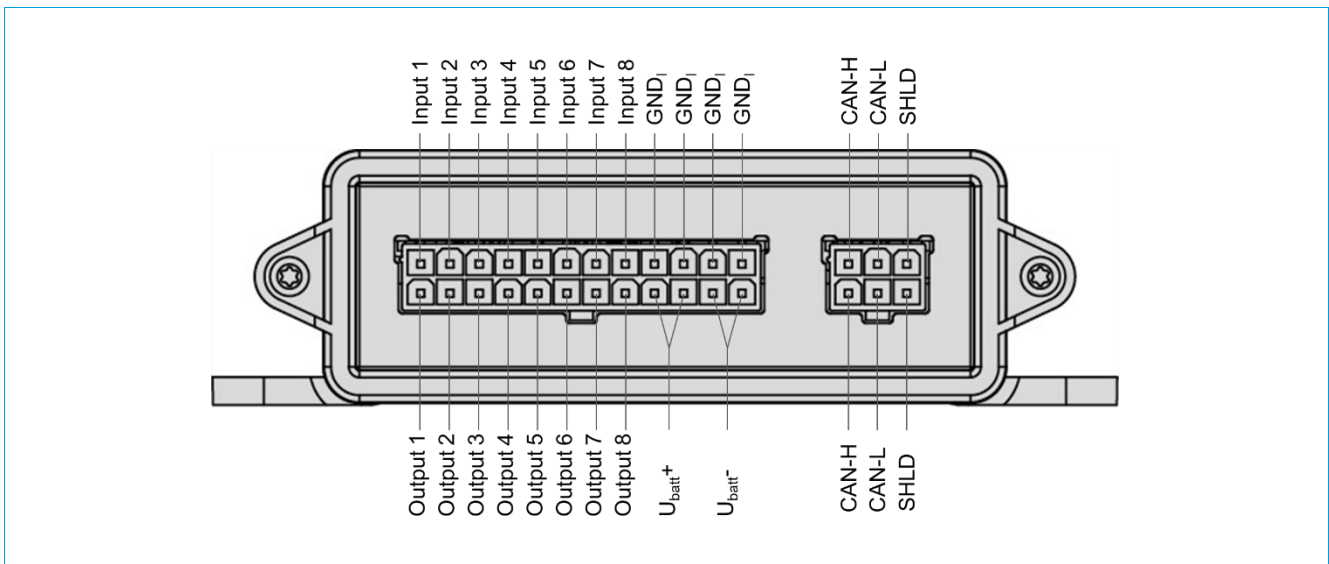 Input 1
Input 2
Input 3
Input 4
Input 5
Input 6
Input 7
Input 8
GNDI
GNDI
GNDI
GNDI
CAN-H
CAN-L
SHLD
Output 1
Output 2
Output 3
Output 4
Output 5
Output 6
Output 7
Output 8
Ubatt+
Ubatt-
CAN-H
CAN-L
SHLD